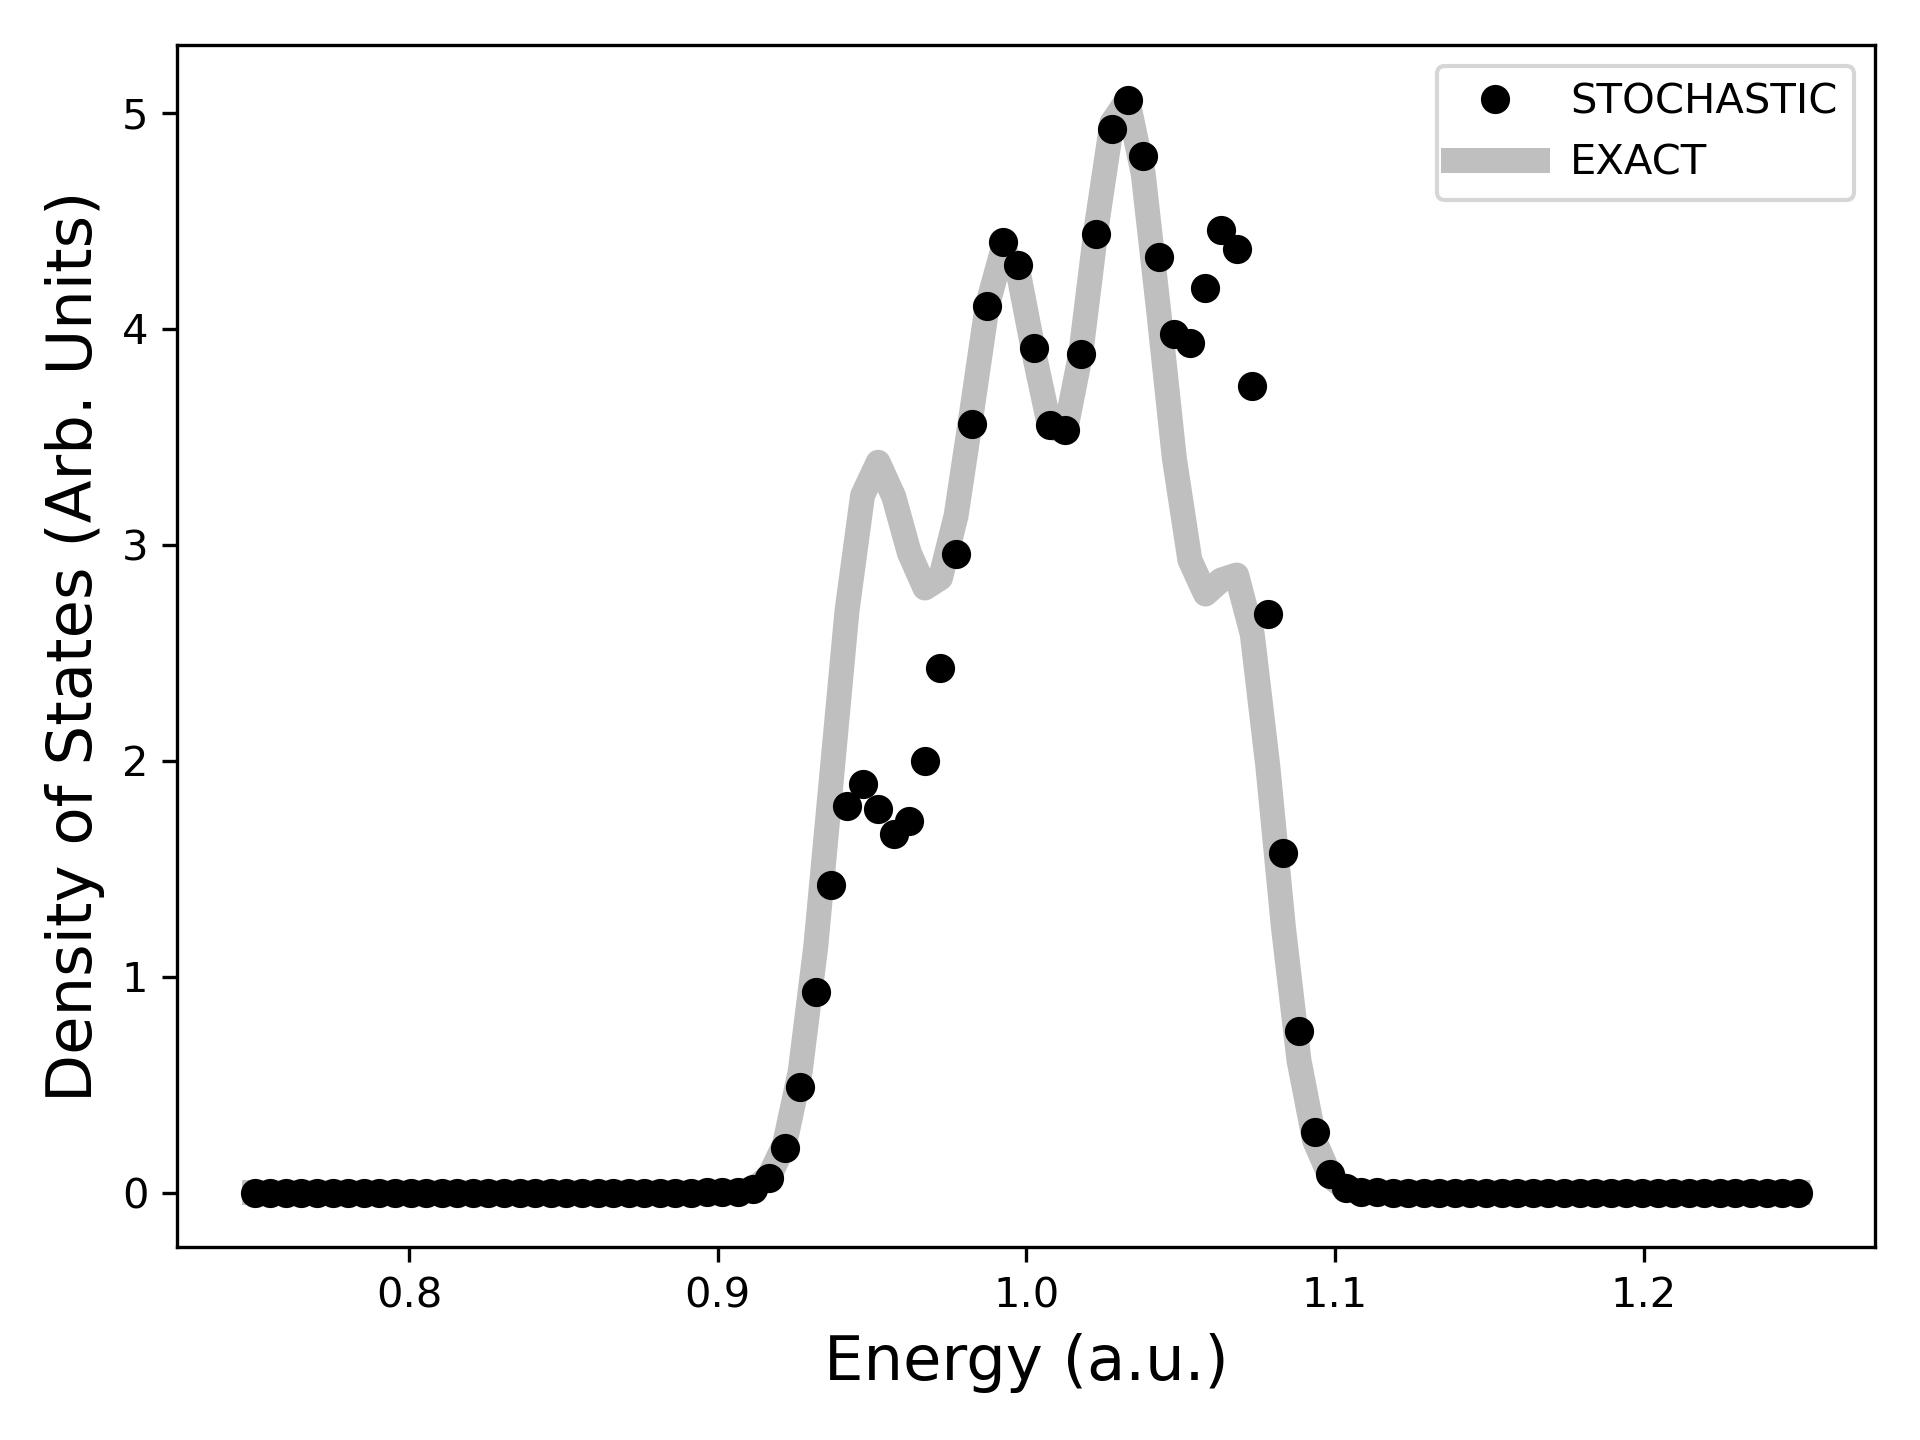 STOCHASTIC
EXACT
Density of States (Arb. Units)
5
4
3
2
1
0
0.8 0.9 1.0 1.1 1.2
Energy (a.u.)